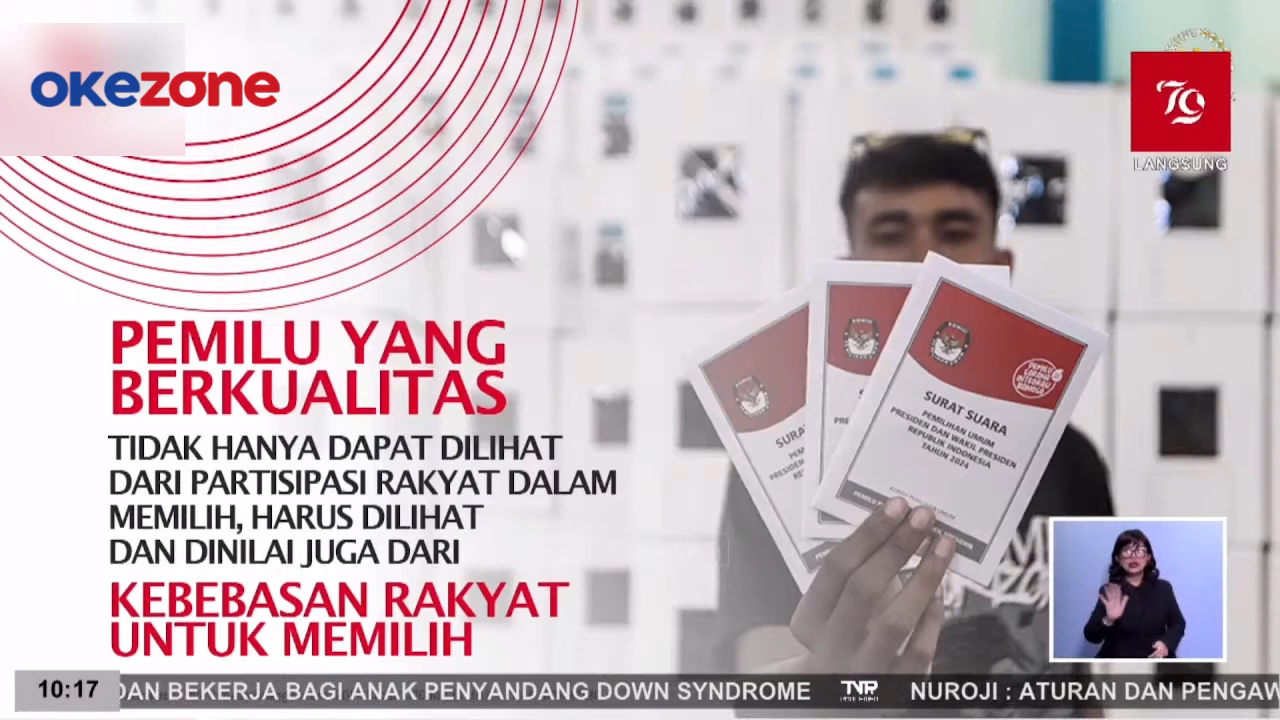 okezone
79
LANGSUNG
PEMILU YANG
BERKUALITAS
TIDAK HANYA DAPAT DILIHAT
DARI PARTISIPASI RAKYAT DALAM
MEMILIH, HARUS DILIHAT
DAN DINILAI JUGA DARI
KEBEBASAN RAKYAT
UNTUK MEMILIH
SURAT SUARA
PEMILIHAN UMUM
PRESIDEN DAN WAKIL PRESIDEN
REPUBLIK INDONESIA
TAHUN 2024
10:17
DAN BEKERJA BAGI ANAK PENYANDANG DOWN SYNDROME
TVP
NUROJI : ATURAN DAN PENGAW